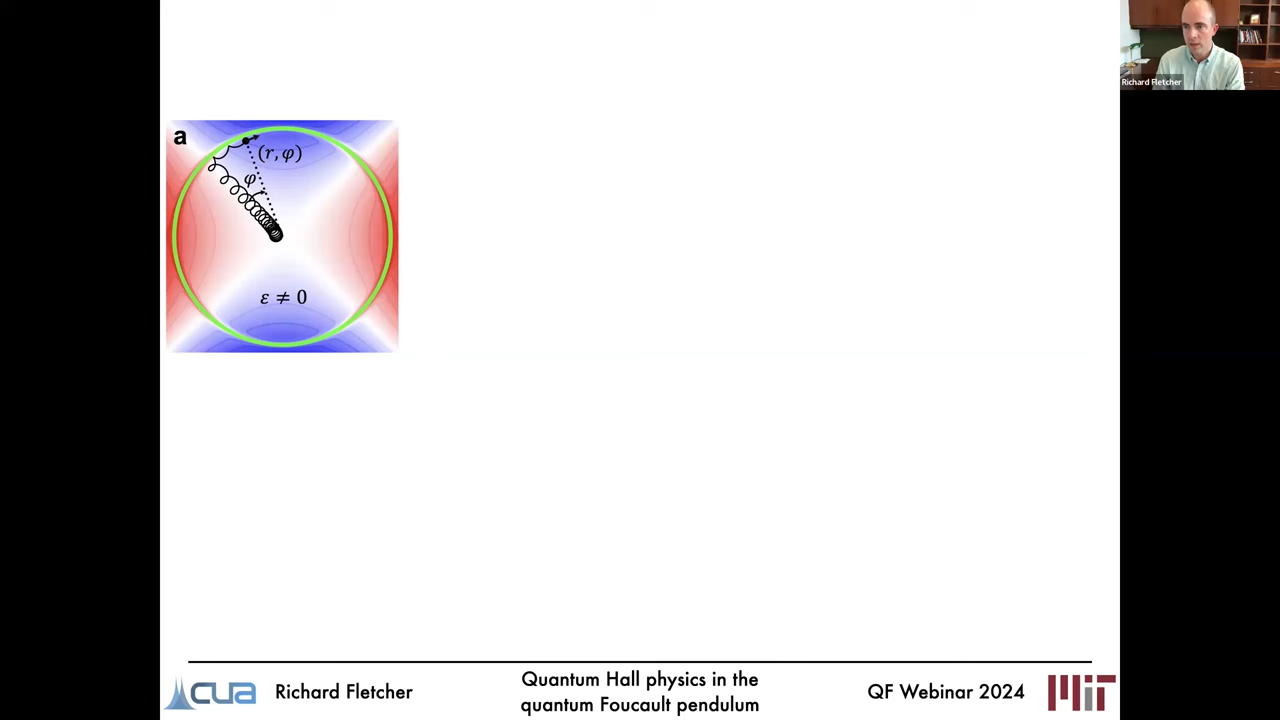 Richard Fletcher
a
(r, φ)
φ
ε ≠ 0
CUA
Richard Fletcher
Quantum Hall physics in the
quantum Foucault pendulum
QF Webinar 2024
MIT